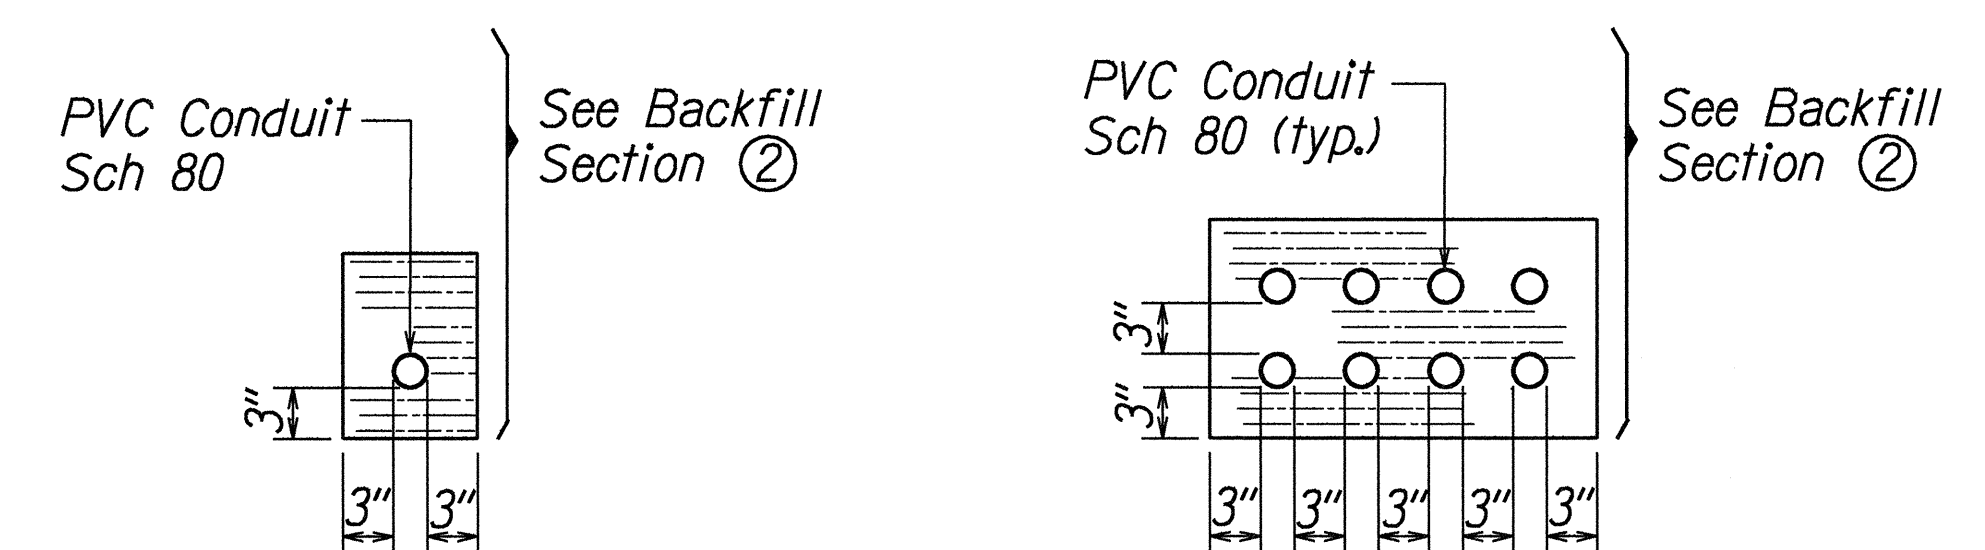 PVC Conduit
Sch 80
See Backfill
Section ②
3"
3" 3"
PVC Conduit
Sch 80 (typ.)
See Backfill
Section ②
3"
3"
3" 3" 3" 3" 3"